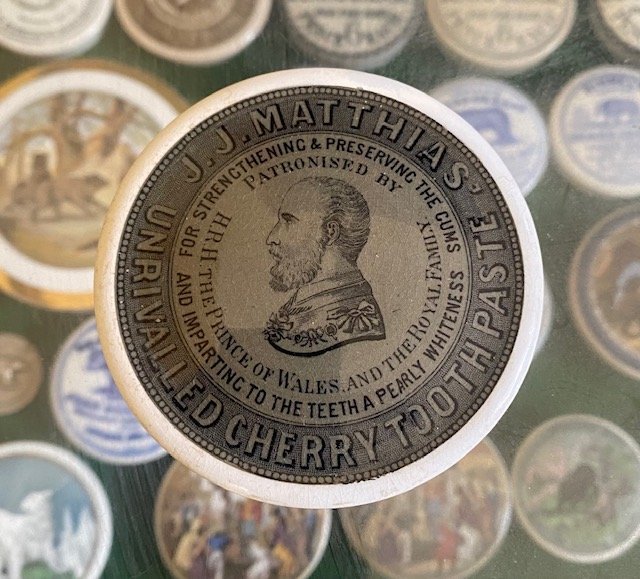 J.J. MATTHIAS'
UNRIVALLED CHERRY TOOTH PASTE
FOR STRENGTHENING & PRESERVING THE GUMS
AND IMPARTING TO THE TEETH A PEARLY WHITENESS
PATRONISED BY
H.R.H. THE PRINCE OF WALES. AND THE ROYAL FAMILY.